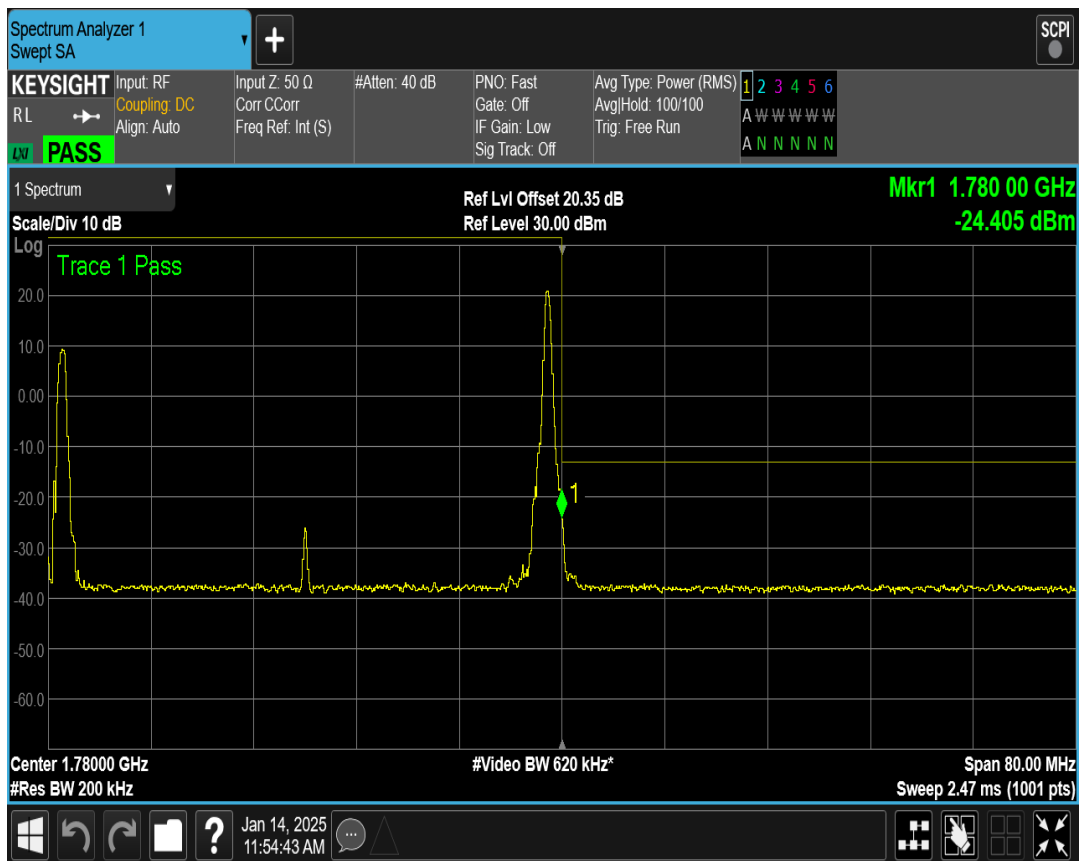 Spectrum Analyzer 1
Swept SA
+
SCPI
KEYSIGHT
RL
LXI PASS
Input: RF
Coupling: DC
Align: Auto
Input Z: 50 Ω
Corr CCorr
Freq Ref: Int (S)
#Atten: 40 dB
PNO: Fast
Gate: Off
IF Gain: Low
Sig Track: Off
Avg Type: Power (RMS)
Avg|Hold: 100/100
Trig: Free Run
1 2 3 4 5 6
A W W W W W
A N N N N N
1 Spectrum
Scale/Div 10 dB
Ref Lvl Offset 20.35 dB
Ref Level 30.00 dBm
Mkr1 1.780 00 GHz
-24.405 dBm
Log
Trace 1 Pass
20.0
10.0
0.00
-10.0
-20.0
1
-30.0
-40.0
-50.0
-60.0
Center 1.78000 GHz
#Video BW 620 kHz*
Span 80.00 MHz
#Res BW 200 kHz
Sweep 2.47 ms (1001 pts)
?
Jan 14, 2025
11:54:43 AM